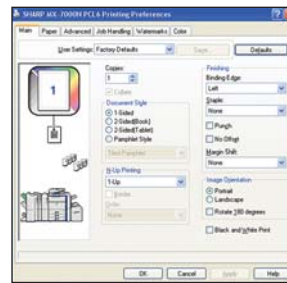 SHARP MX-7000N PCL6 Printing Preferences
Main Paper Advanced Job Handling Watermarks Color
User Settings: Factory Defaults Save... Defaults
1
Copies:
1
Collate
Document Style
1-Sided
2-Sided(Book)
2-Sided(Tablet)
Pamphlet Style
Tiled Pamphlet
N-Up Printing
1-Up
Border
Order:
None
Finishing
Binding Edge:
Left
Staple:
None
Punch
No Offset
Margin Shift:
None
Image Orientation
Portrait
Landscape
Rotate 180 degrees
Black and White Print
OK Cancel Apply Help